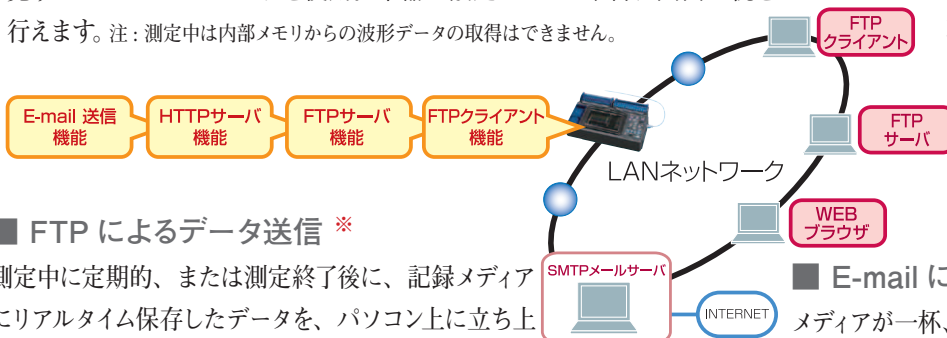 行えます。注：測定中は内部メモリからの波形データの取得はできません。
FTP
クライアント
E-mail 送信
機能
HTTPサーバ
機能
FTPサーバ
機能
FTPクライアント
機能
FTP
サーバ
LANネットワーク
WEB
ブラウザ
SMTPメールサーバ
INTERNET
■ FTP によるデータ送信 ※
測定中に定期的、または測定終了後に、記録メディア
にリアルタイム保存したデータを、パソコン上に立ち上
■ E-mail に
メディアが一杯、